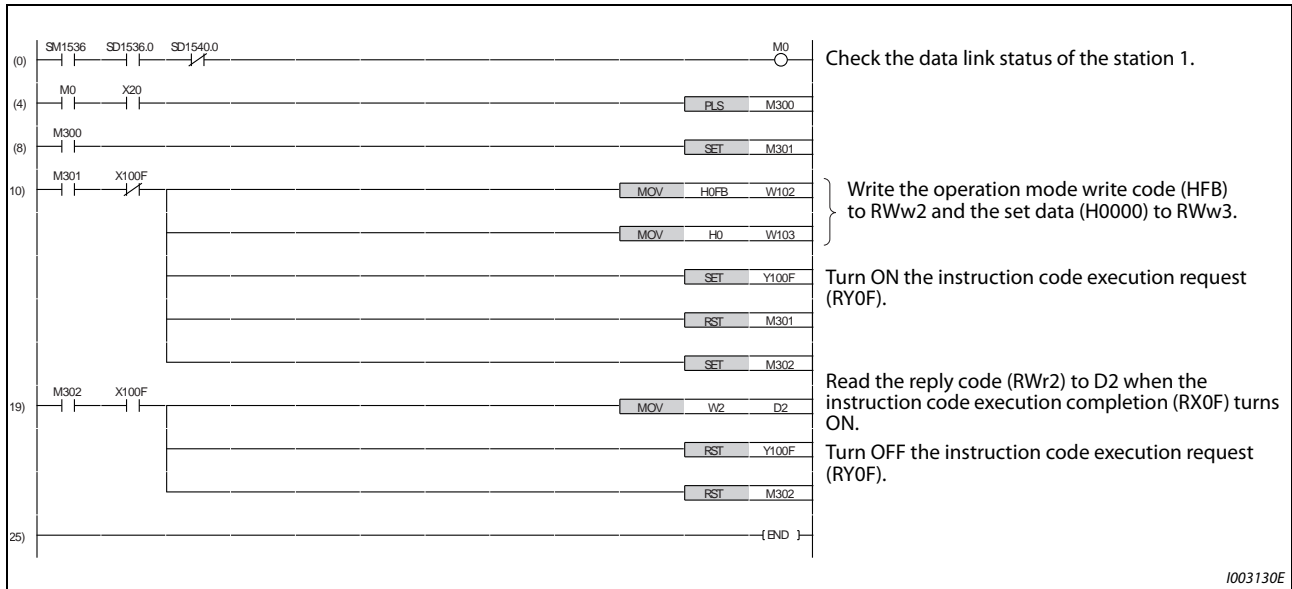 SM1536 SD1536.0 SD1540.0 M0
(0) Check the data link status of the station 1.
M0 X20
(4) PLS M300
M300
(8) SET M301
M301 X100F
10) MOV H0FB W102
Write the operation mode write code (HFB)
to RWw2 and the set data (H0000) to RWw3.
MOV H0 W103
SET Y100F Turn ON the instruction code execution request
(RY0F).
RST M301
SET M302
M302 X100F
Read the reply code (RWr2) to D2 when the
19) MOV W2 D2 instruction code execution completion (RX0F) turns
ON.
RST Y100F Turn OFF the instruction code execution request
(RY0F).
RST M302
25) END
I003130E